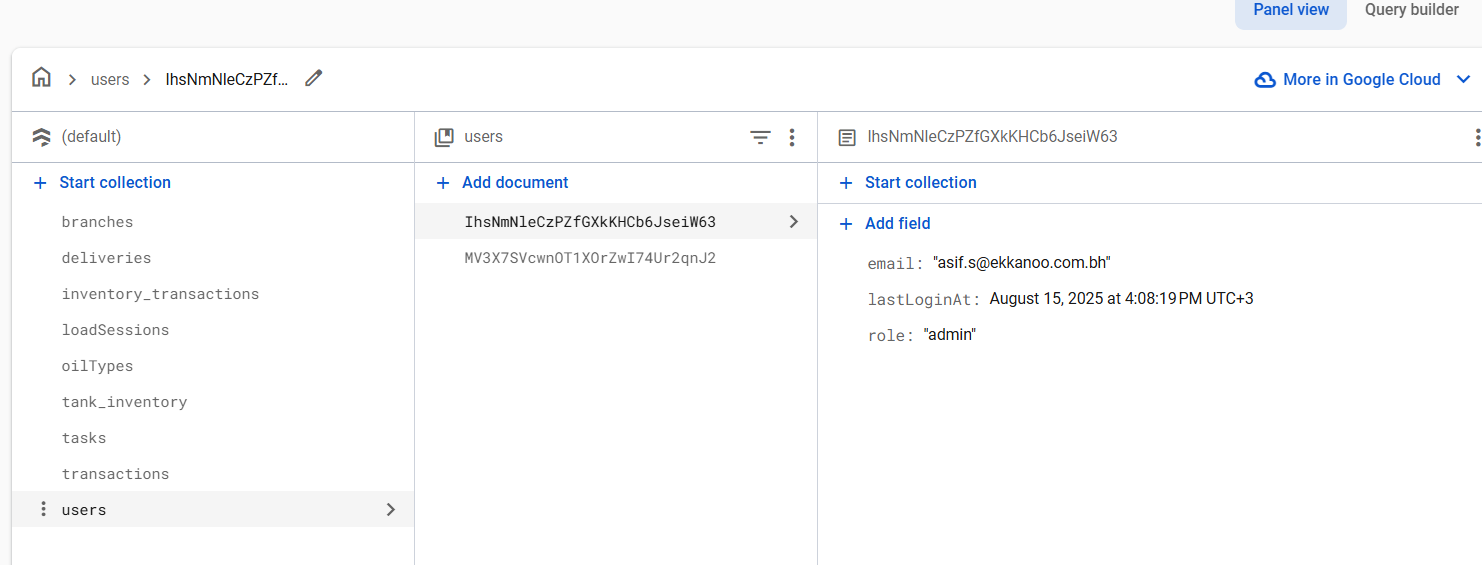 Panel view Query builder
users IhsNmNleCzPZf... More in Google Cloud
(default) users IhsNmNleCzPZfGXkKHCb6JseiW63
+ Start collection + Add document + Start collection
branches IhsNmNleCzPZfGXkKHCb6JseiW63 + Add field
deliveries MV3X7SVcwnOT1XOrZwI74Ur2qnJ2 email: "asif.s@ekkanoo.com.bh"
inventory_transactions lastLoginAt: August 15, 2025 at 4:08:19 PM UTC+3
loadSessions role: "admin"
oilTypes
tank_inventory
tasks
transactions
users